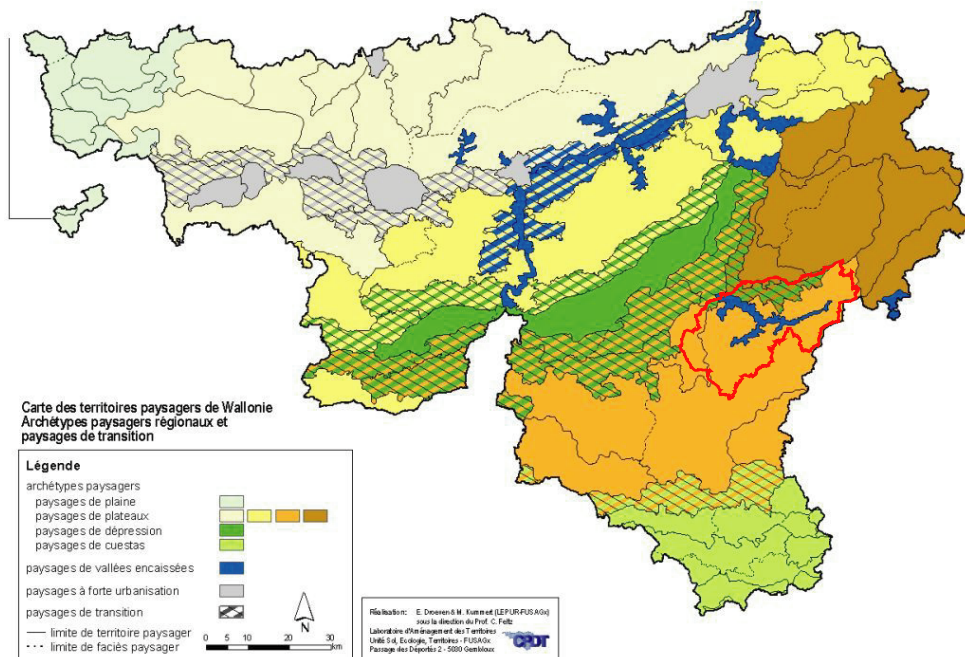 Carte des territoires paysagers de Wallonie
Archétypes paysagers régionaux et
paysages de transition
Légende
archétypes paysagers
paysages de plaine
paysages de plateaux
paysages de dépression
paysages de cuestas
paysages de vallées encaissées
paysages à forte urbanisation
paysages de transition
limite de territoire paysager
limite de faciès paysager
N
0 5 10 20 30
km
Réalisation: E. Droeven & M. Kummert (LEPUR-FUSAGx)
sous la direction du Prof. C. Feltz
Laboratoire d'Aménagement des Territoires
Unité Sol, Ecologie, Territoires - FUSAGx
Passage des Déportés 2 - 5030 Gembloux
CPDT